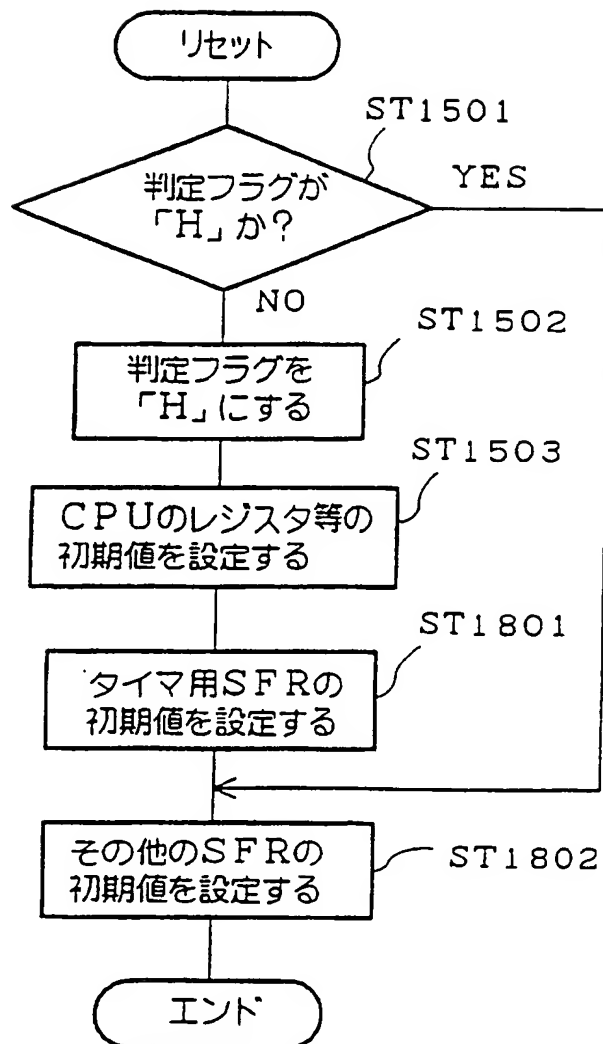 リセット
ST1501
判定フラグが
「H」か?
YES
NO
ST1502
判定フラグを
「H」にする
ST1503
CPUのレジスタ等の
初期値を設定する
ST1801
タイマ用SFRの
初期値を設定する
その他のSFRの
初期値を設定する
ST1802
エンド